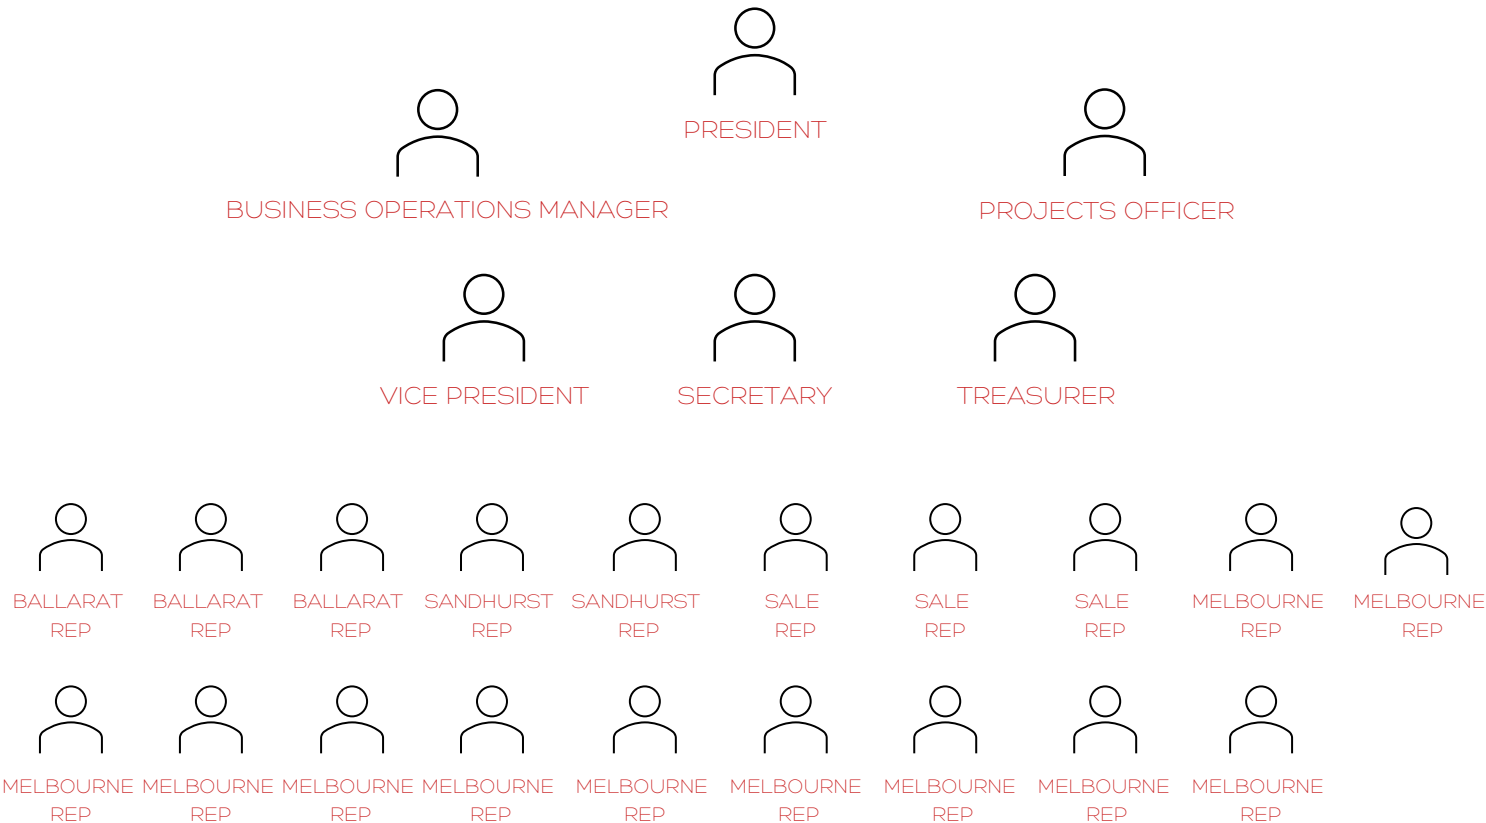 PRESIDENT
BUSINESS OPERATIONS MANAGER
PROJECTS OFFICER
VICE PRESIDENT
SECRETARY
TREASURER
BALLARAT
REP
BALLARAT
REP
BALLARAT
REP
SANDHURST
REP
SANDHURST
REP
SALE
REP
SALE
REP
SALE
REP
MELBOURNE
REP
MELBOURNE
REP
MELBOURNE
REP
MELBOURNE
REP
MELBOURNE
REP
MELBOURNE
REP
MELBOURNE
REP
MELBOURNE
REP
MELBOURNE
REP
MELBOURNE
REP
MELBOURNE
REP